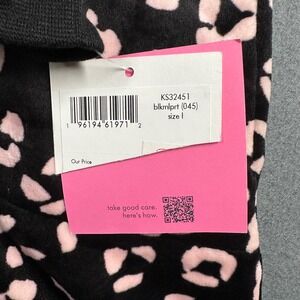 KS32451
blkmlprt (045)
size l
1 96194 61971 2
Our Price
take good care.
here's how.